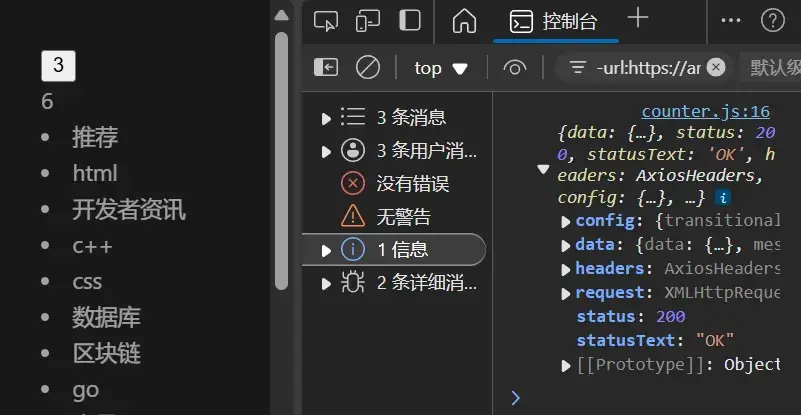 3
6
推荐
html
开发者资讯
c++
css
数据库
区块链
go
控制台
top
-url:https://ar
默认级
3 条消息
3 条用户消...
没有错误
无警告
1 信息
2 条详细消...
counter.js:16
{data: {…}, status: 20
0, statusText: 'OK', h
eaders: AxiosHeaders,
config: {…}, …} i
config: {transitional
data: {data: {…}, mes
headers: AxiosHeaders
request: XMLHttpReque
status: 200
statusText: "OK"
[[Prototype]]: Object